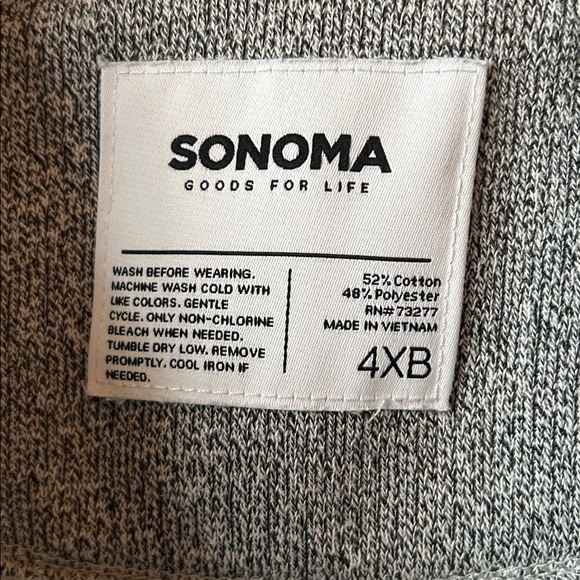 SONOMA
GOODS FOR LIFE
WASH BEFORE WEARING.
MACHINE WASH COLD WITH
LIKE COLORS. GENTLE
CYCLE. ONLY NON-CHLORINE
BLEACH WHEN NEEDED.
TUMBLE DRY LOW. REMOVE
PROMPTLY. COOL IRON IF
NEEDED.
52% Cotton
48% Polyester
RN#73277
MADE IN VIETNAM
4XB